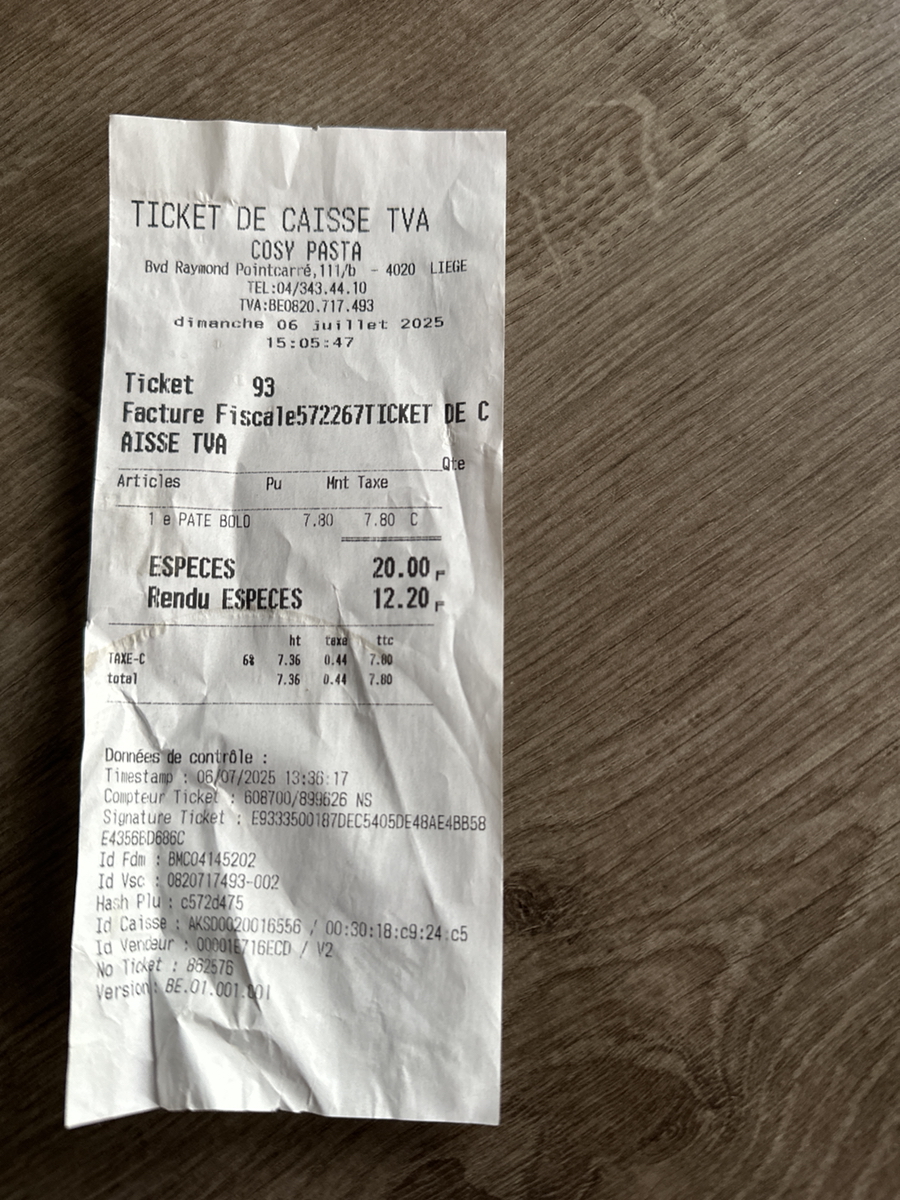 TICKET DE CAISSE TVA
COSY PASTA
Bvd Raymond Pointcarré,111/b - 4020 LIEGE
TEL:04/343.44.10
TVA:BE0820.717.493
dimanche 06 juillet 2025
15:05:47
Ticket 93
Facture Fiscale572267TICKET DE C
AISSE TVA
Qte
Articles Pu Mnt Taxe
1 e PATE BOLO 7.80 7.80 C
ESPECES 20.00
Rendu ESPECES 12.20
ht taxe ttc
TAXE-C 6% 7.36 0.44 7.80
total 7.36 0.44 7.80
Données de contrôle :
Timestamp : 06/07/2025 13:36:17
Compteur Ticket : 608700/899626 NS
Signature Ticket : E9333500187DEC5405DE48AE4BB58
E4356BD686C
Id Fdm : BMC04145202
Id Vsc : 0820717493-002
Hash Plu : c572d475
Id Caisse : AKSD0020016556 / 00:30:18:c9:24:c5
Id Vendeur : 00001E716ECD / V2
No Ticket : 862576
Version: BE.01.001.001